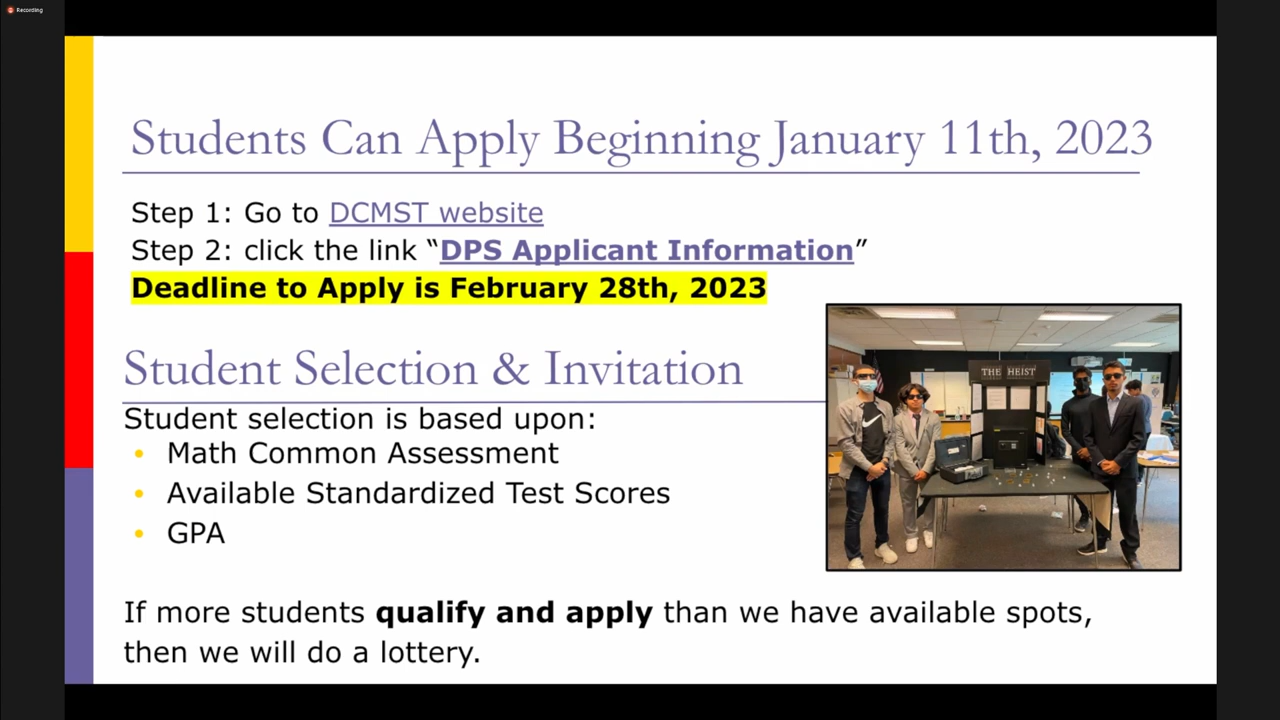 Recording
Students Can Apply Beginning January 11th, 2023
Step 1: Go to DCMST website
Step 2: click the link “DPS Applicant Information”
Deadline to Apply is February 28th, 2023
Student Selection & Invitation
Student selection is based upon:
• Math Common Assessment
• Available Standardized Test Scores
• GPA
THE HEIST
If more students qualify and apply than we have available spots,
then we will do a lottery.